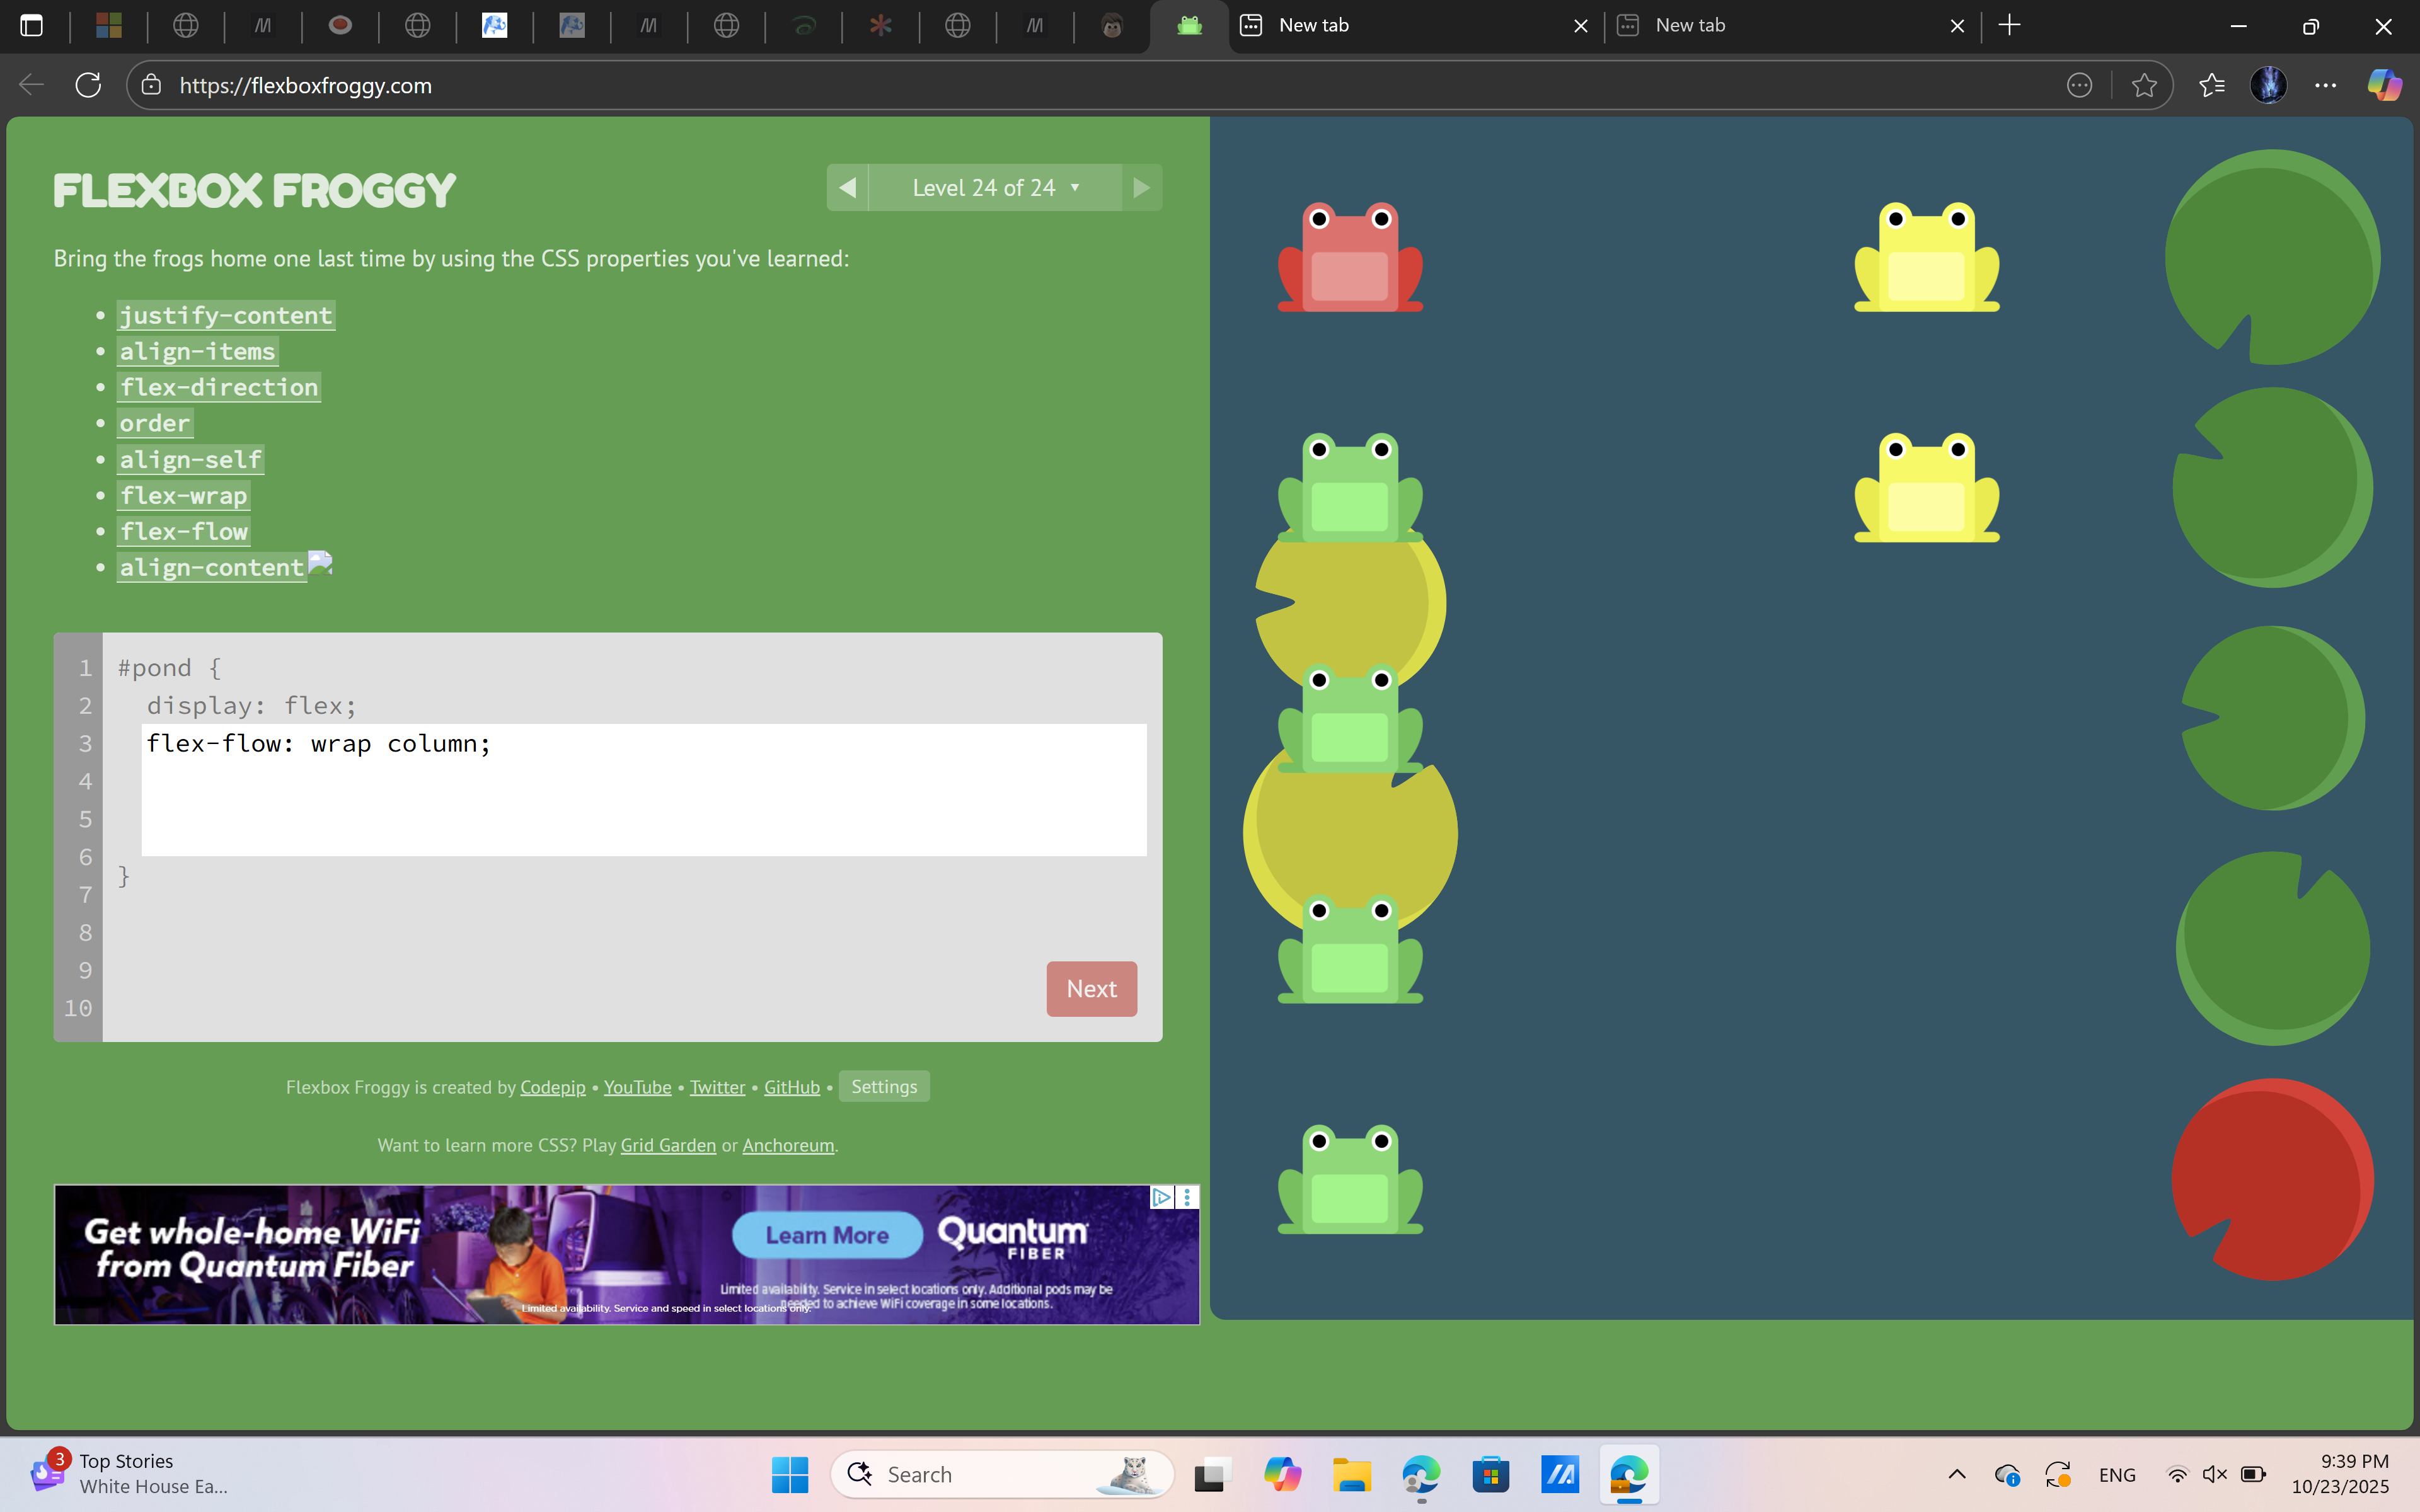 New tab
New tab
https://flexboxfroggy.com
FLEXBOX FROGGY
Level 24 of 24 ▼
Bring the frogs home one last time by using the CSS properties you've learned:
• justify-content
• align-items
• flex-direction
• order
• align-self
• flex-wrap
• flex-flow
• align-content
1 #pond {
2 display: flex;
3 flex-flow: wrap column;
4
5
6 }
7
8
9
10
Next
Flexbox Froggy is created by Codepip • YouTube • Twitter • GitHub • Settings
Want to learn more CSS? Play Grid Garden or Anchoreum.
Get whole-home WiFi
from Quantum Fiber
Learn More
Quantum
FIBER
Limited availability. Service in select locations only. Additional pods may be
needed to achieve WiFi coverage in some locations.
Limited availability. Service and speed in select locations only.
3
Top Stories
White House Ea...
Search
ENG
9:39 PM
10/23/2025